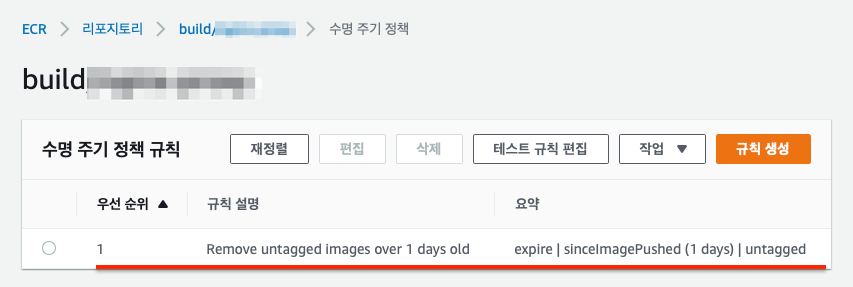 ECR > 리포지토리 > build/ > 수명 주기 정책
build
수명 주기 정책 규칙 재정렬 편집 삭제 테스트 규칙 편집 작업 ▼ 규칙 생성
우선 순위 ▲ 규칙 설명 요약
1 Remove untagged images over 1 days old expire | sinceImagePushed (1 days) | untagged